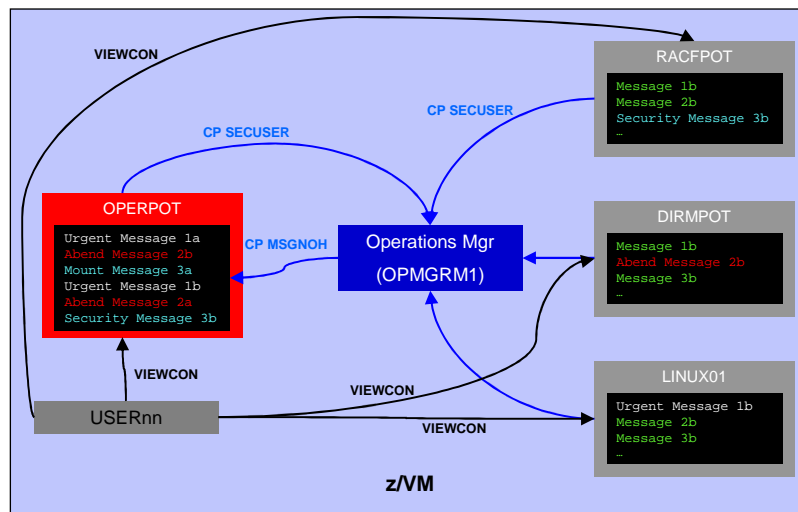 VIEWCON
RACFPOT
Message 1b
Message 2b
Security Message 3b
…
CP SECUSER
CP SECUSER
OPERPOT
Urgent Message 1a
Abend Message 2b
Mount Message 3a
Urgent Message 1b
Abend Message 2a
Security Message 3b
CP MSGNOH
Operations Mgr
(OPMGRM1)
DIRMPOT
Message 1b
Abend Message 2b
Message 3b
…
VIEWCON
VIEWCON
LINUX01
Urgent Message 1b
Message 2b
Message 3b
…
USERnn
VIEWCON
z/VM